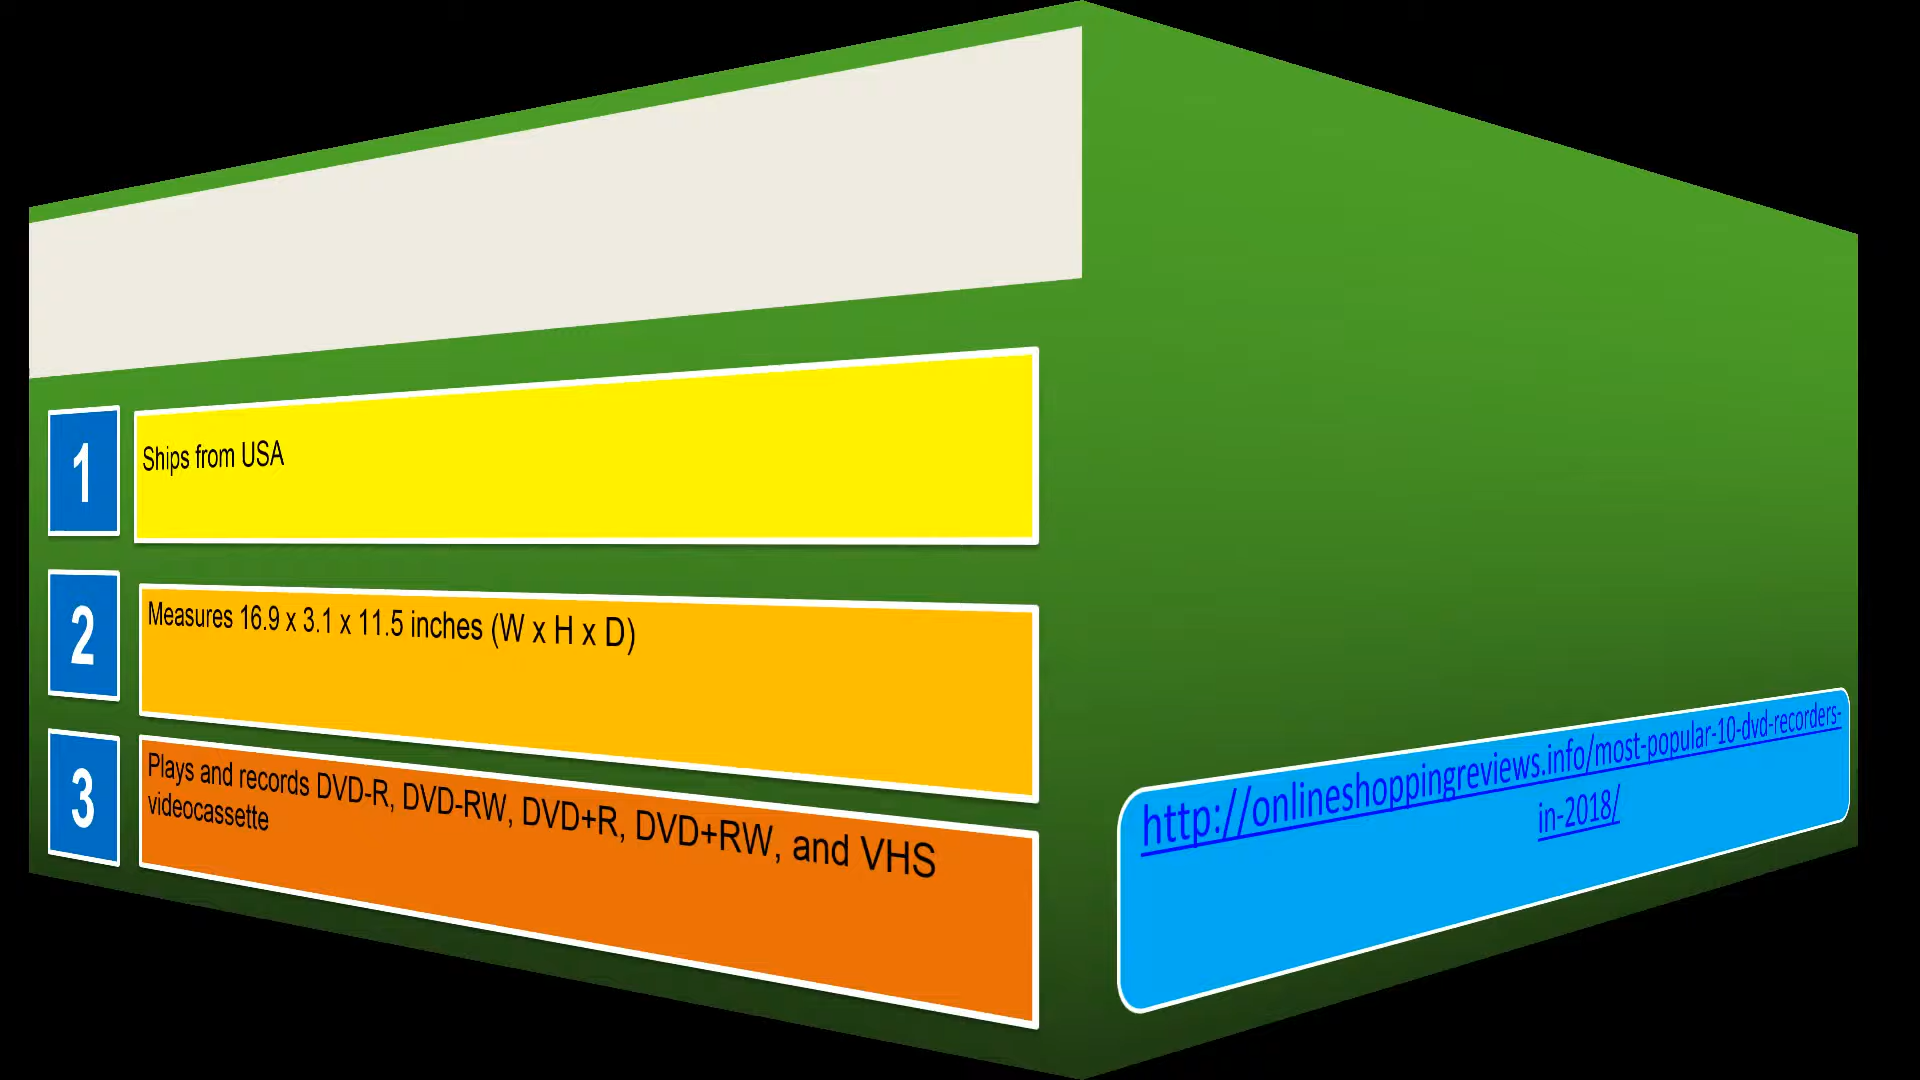 1
Ships from USA
2
Measures 16.9 x 3.1 x 11.5 inches (W x H x D)
3
Plays and records DVD-R, DVD-RW, DVD+R, DVD+RW, and VHS
videocassette
http://onlineshoppingreviews.info/most-popular-10-dvd-recorders-
in-2018/